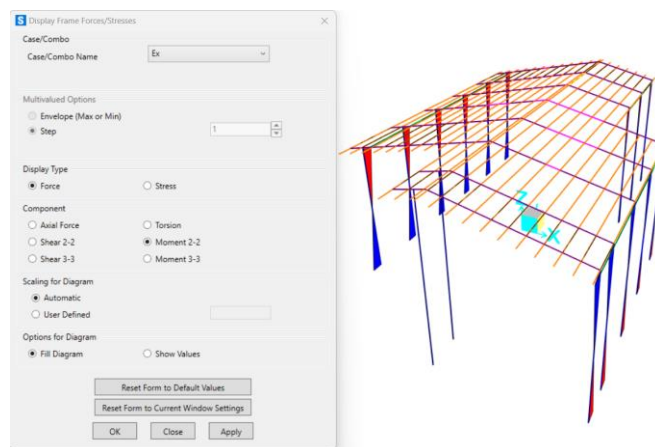 S Display Frame Forces/Stresses
Case/Combo
Case/Combo Name Ex
Multivalued Options
Envelope (Max or Min)
Step 1
Display Type
Force Stress
Component
Axial Force Torsion
Shear 2-2 Moment 2-2
Shear 3-3 Moment 3-3
Scaling for Diagram
Automatic
User Defined
Options for Diagram
Fill Diagram Show Values
Reset Form to Default Values
Reset Form to Current Window Settings
OK Close Apply
Z
X